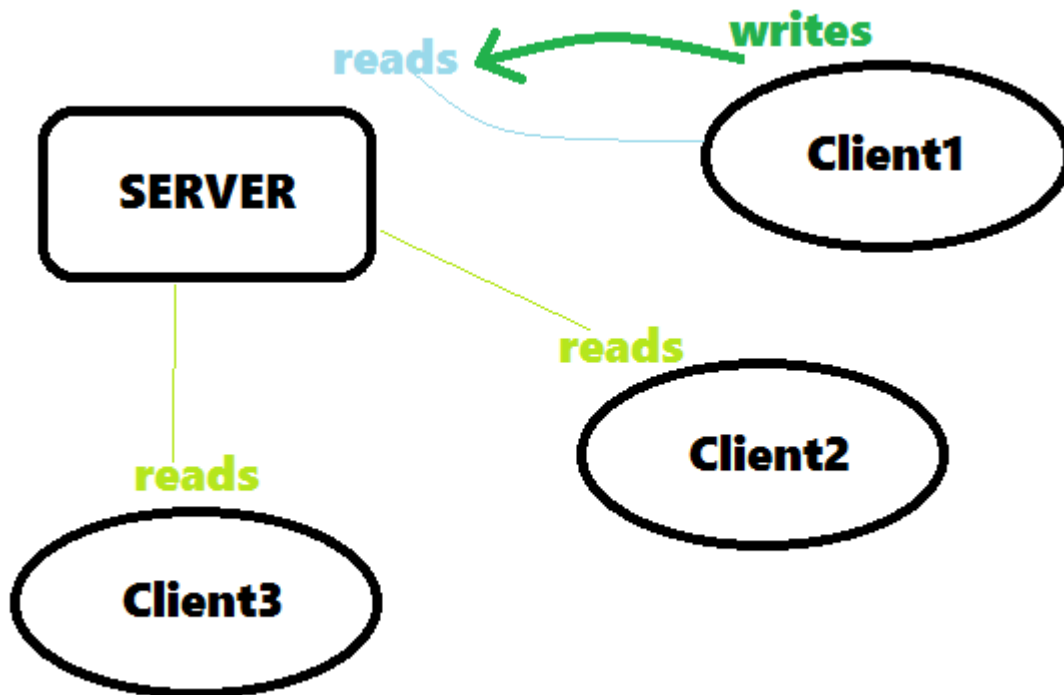 writes
reads
Client1
SERVER
reads
Client2
reads
Client3